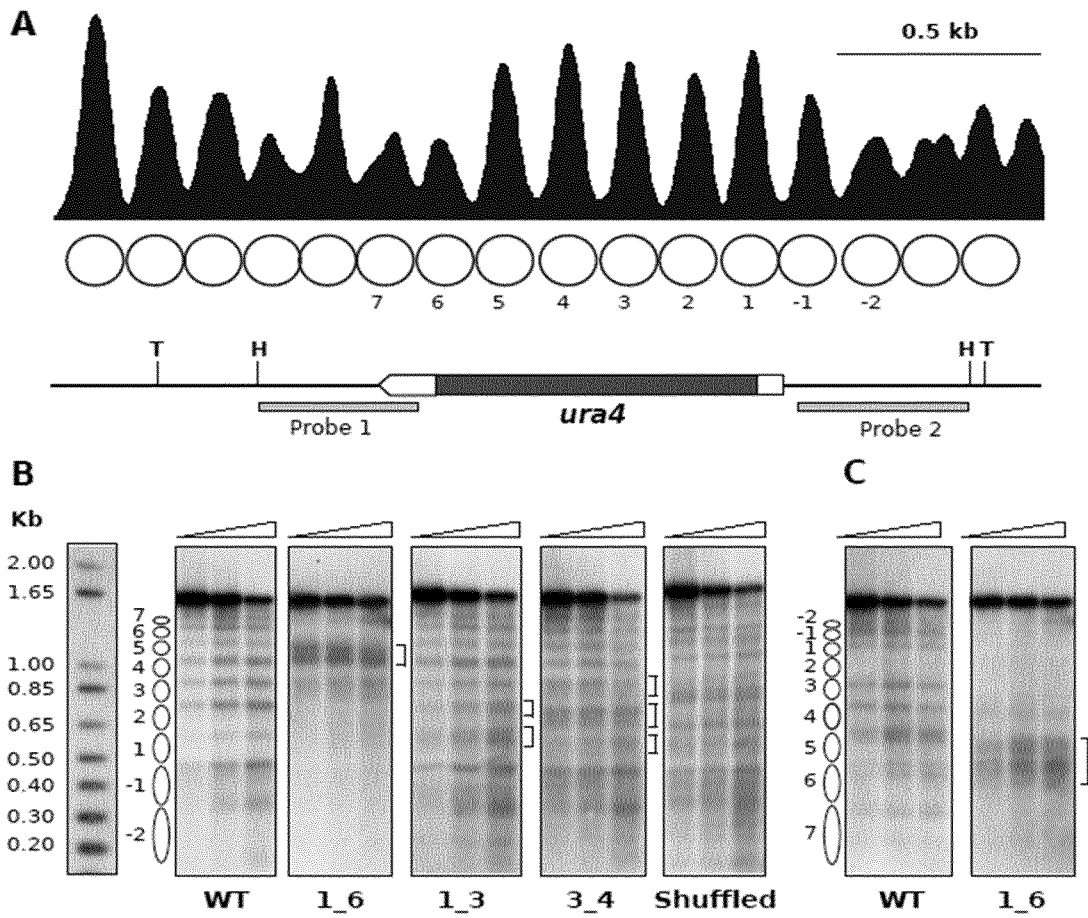 A
0.5 kb
7 6 5 4 3 2 1 -1 -2
T H H T
ura4
Probe 1
Probe 2
B
C
Kb
2.00
1.65
1.00
0.85
0.65
0.50
0.40
0.30
0.20
7
6
5
4
3
2
1
-1
-2
-2
-1
1
2
3
4
5
6
7
WT 1_6 1_3 3_4 Shuffled WT 1_6